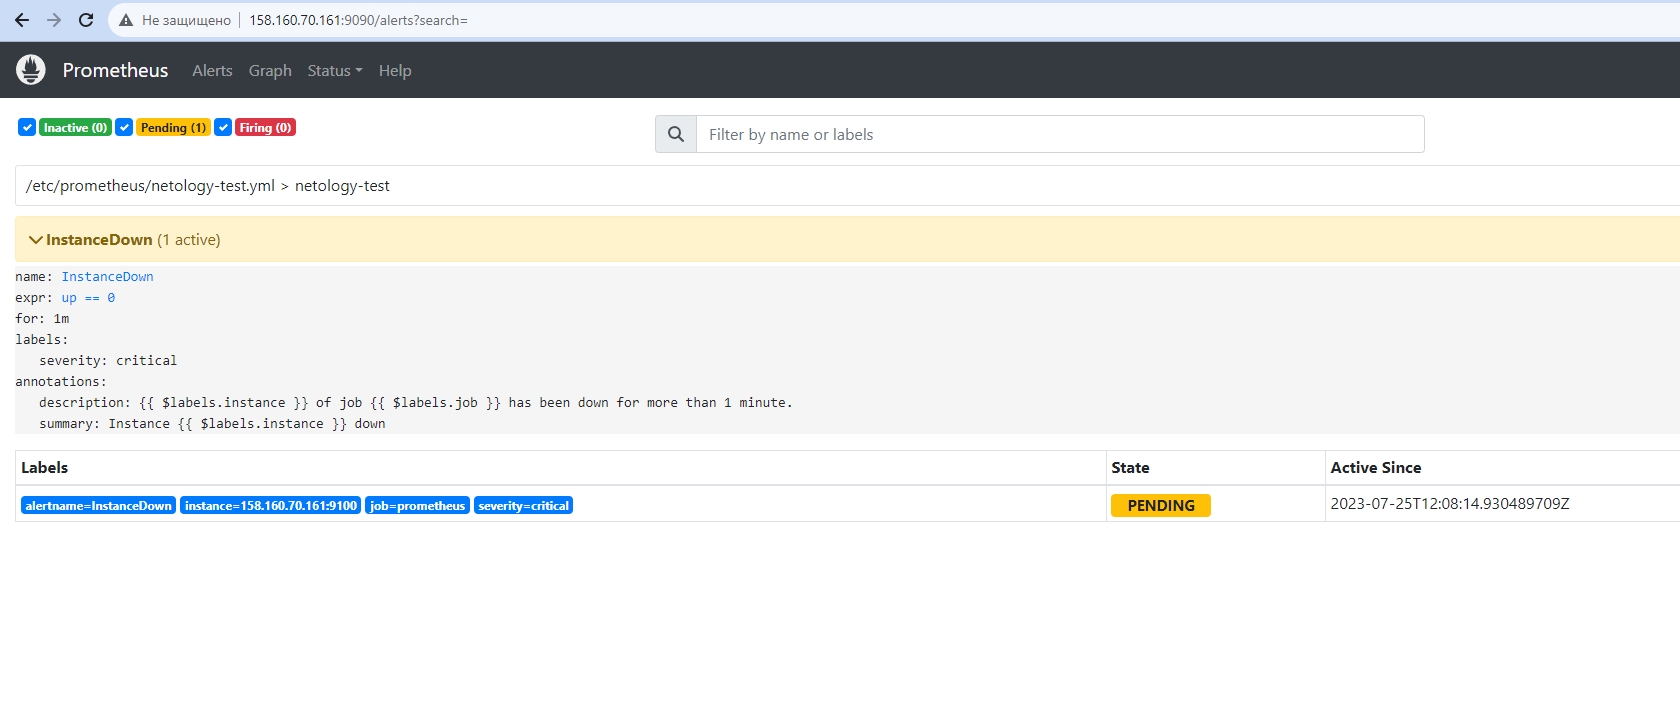 Не защищено 158.160.70.161:9090/alerts?search=
Prometheus Alerts Graph Status Help
Inactive (0) Pending (1) Firing (0)
Filter by name or labels
/etc/prometheus/netology-test.yml > netology-test
InstanceDown (1 active)
name: InstanceDown
expr: up == 0
for: 1m
labels:
severity: critical
annotations:
description: {{ $labels.instance }} of job {{ $labels.job }} has been down for more than 1 minute.
summary: Instance {{ $labels.instance }} down
Labels State Active Since
alertname=InstanceDown instance=158.160.70.161:9100 job=prometheus severity=critical PENDING 2023-07-25T12:08:14.930489709Z